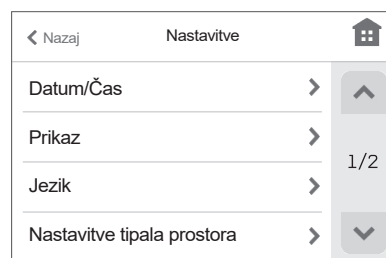 Nazaj Nastavitve
Datum/Čas
Prikaz
1/2
Jezik
Nastavitve tipala prostora